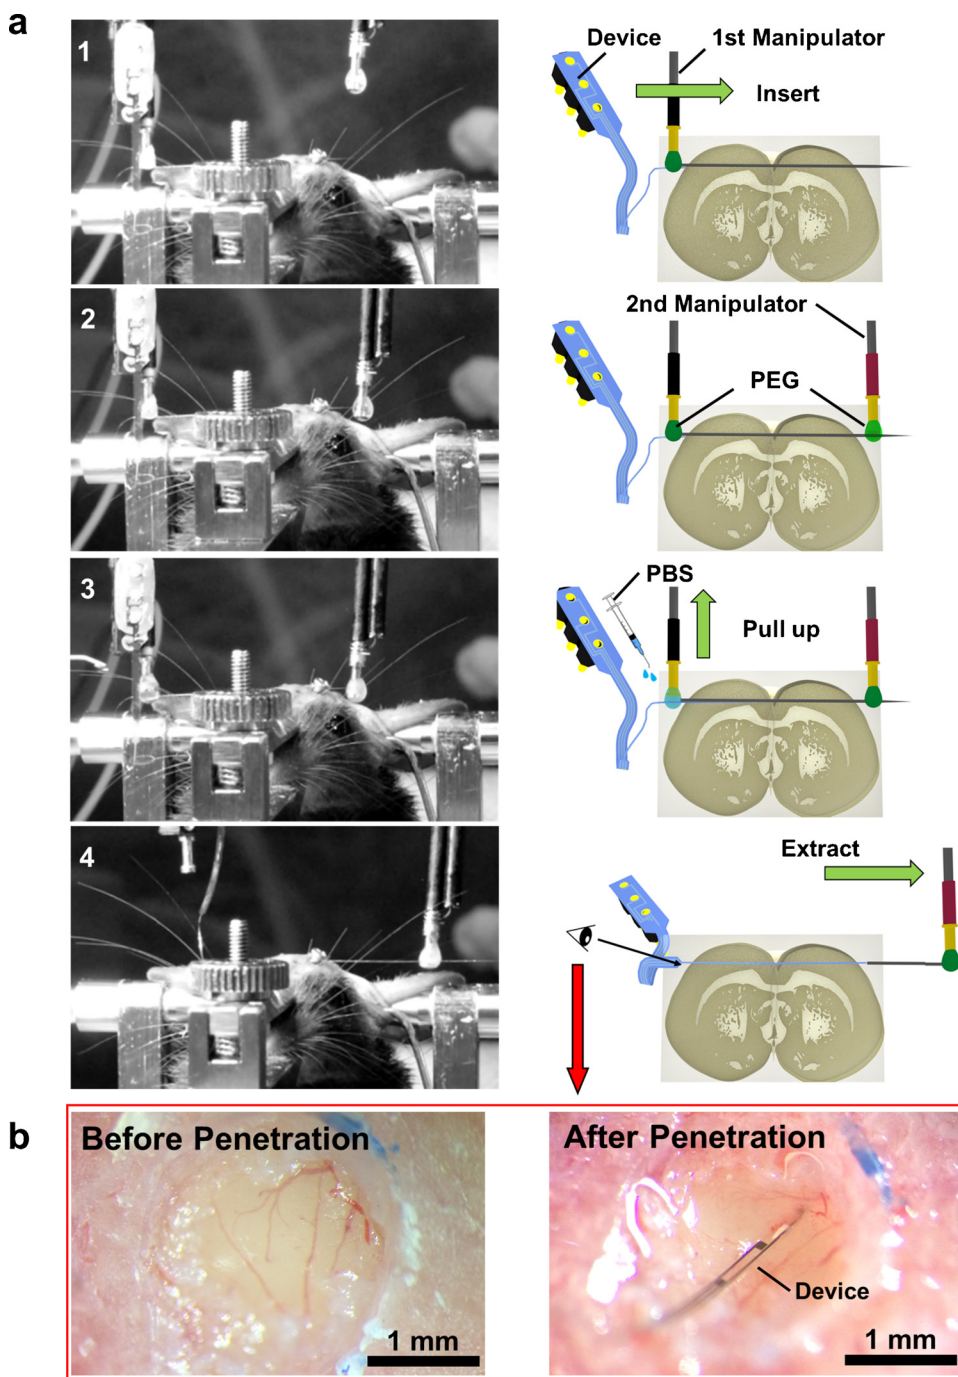 a
1
Device
1st Manipulator
Insert
2
2nd Manipulator
PEG
3
PBS
Pull up
4
Extract
b
Before Penetration
1 mm
After Penetration
Device
1 mm